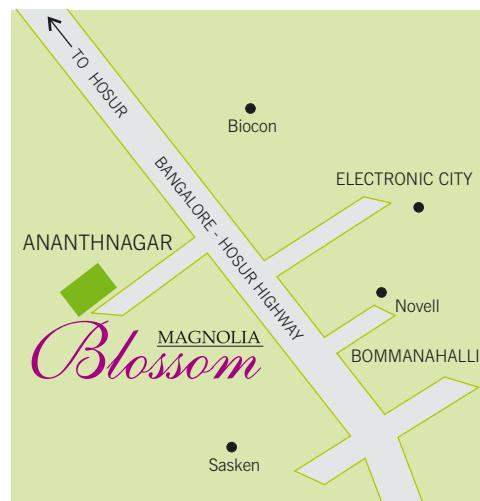 TO HOSUR
Biocon
BANGALORE - HOSUR HIGHWAY
ELECTRONIC CITY
ANANTHNAGAR
Novell
MAGNOLIA
Blossom
BOMMANAHALLI
Sasken